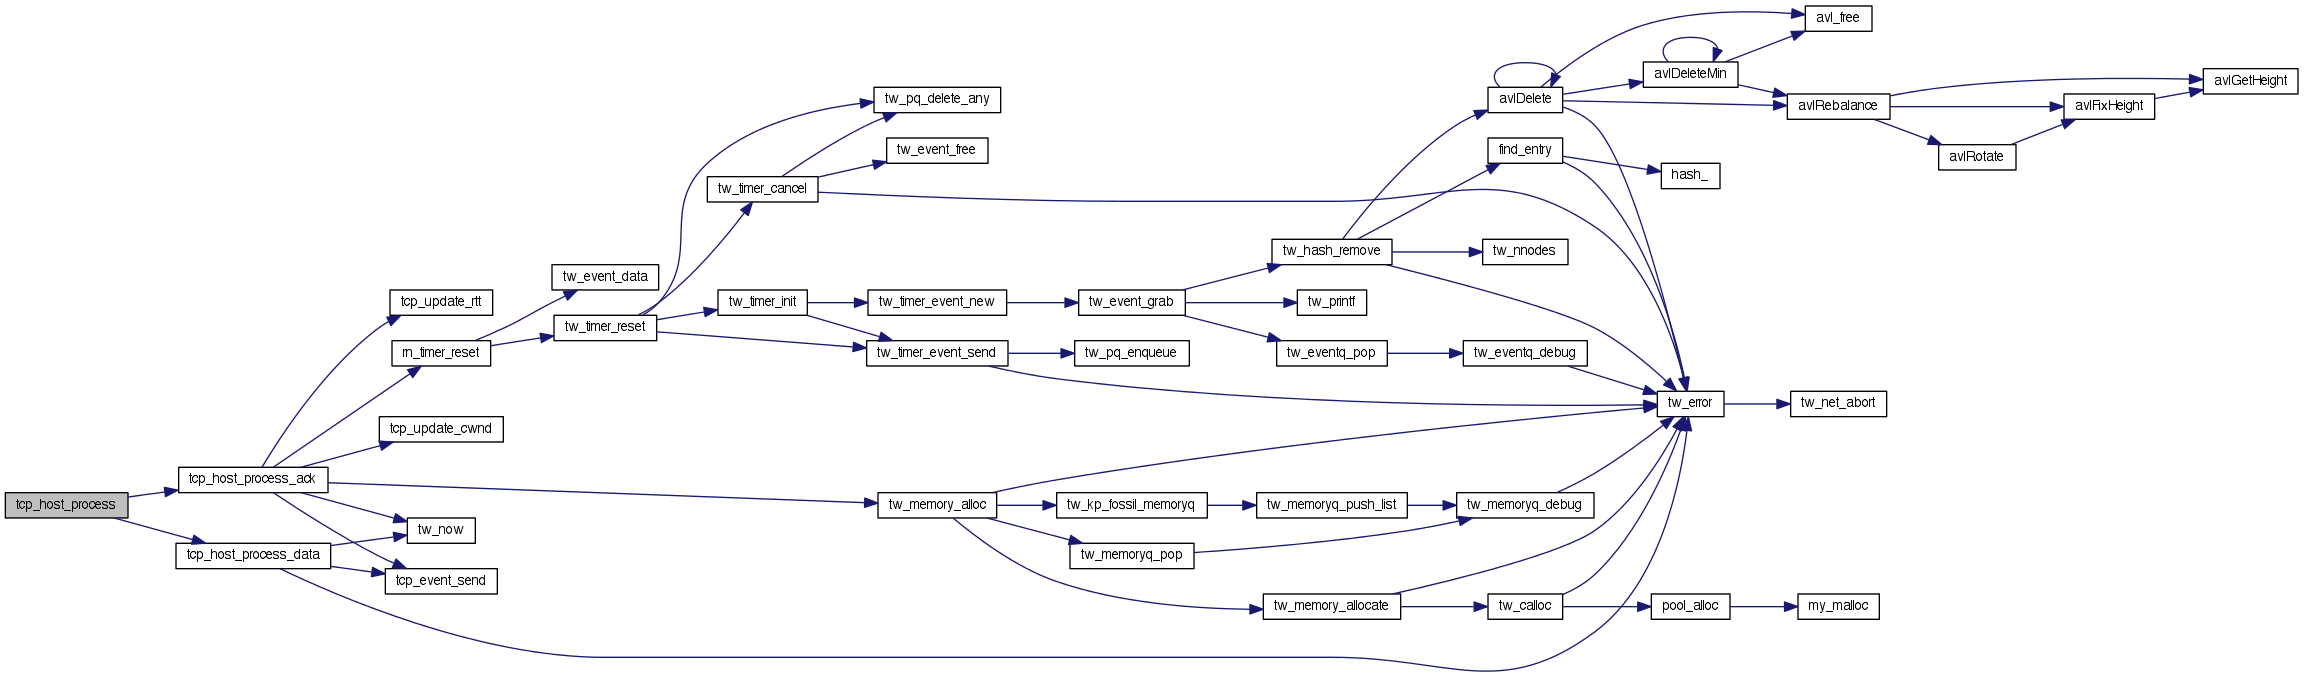 avl_free
avlDeleteMin
avlGetHeight
tw_pq_delete_any
avlDelete
avlRebalance
avlFixHeight
tw_event_free
find_entry
avlRotate
tw_timer_cancel
hash_
tw_hash_remove
tw_nnodes
tw_event_data
tcp_update_rtt
tw_timer_init
tw_timer_event_new
tw_event_grab
tw_printf
tw_timer_reset
rn_timer_reset
tw_timer_event_send
tw_pq_enqueue
tw_eventq_pop
tw_eventq_debug
tw_error
tw_net_abort
tcp_update_cwnd
tcp_host_process_ack
tcp_host_process
tw_memory_alloc
tw_kp_fossil_memoryq
tw_memoryq_push_list
tw_memoryq_debug
tw_now
tcp_host_process_data
tw_memoryq_pop
tcp_event_send
tw_memory_allocate
tw_calloc
pool_alloc
my_malloc